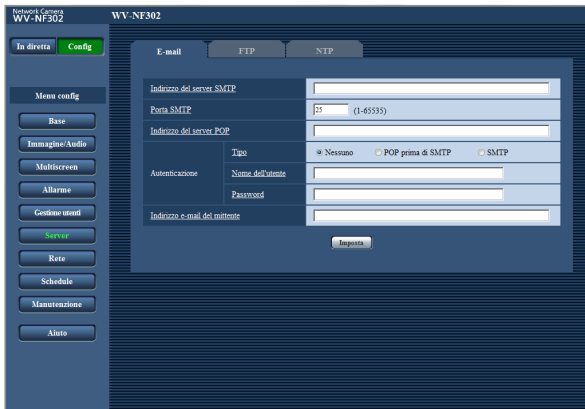 Network Camera
WV-NF302
WV-NF302
In diretta
Config
Menu config
Base
Immagine/Audio
Multiscreen
Allarme
Gestione utenti
Server
Rete
Schedule
Manutenzione
Aiuto
E-mail
FTP
NTP
Indirizzo del server SMTP
Porta SMTP
25 (1-65535)
Indirizzo del server POP
Autenticazione
Tipo
Nessuno
POP prima di SMTP
SMTP
Nome dell'utente
Password
Indirizzo e-mail del mittente
Imposta